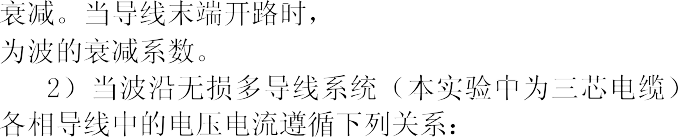 衰减。当导线末端开路时，
为波的衰减系数。
2）当波沿无损多导线系统（本实验中为三芯电缆）
各相导线中的电压电流遵循下列关系：